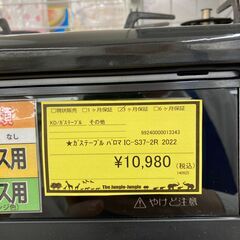 □現状販売 □1ヶ月保証 □3ヶ月保証 □6ヶ月保証
KD/ガステーブル その他
99240000013343
★ガステーブル パロマ IC-S37-2R 2022
¥10,980(税込)
The Jungle-Jungle
なし
ス用
ス用
やけど注意